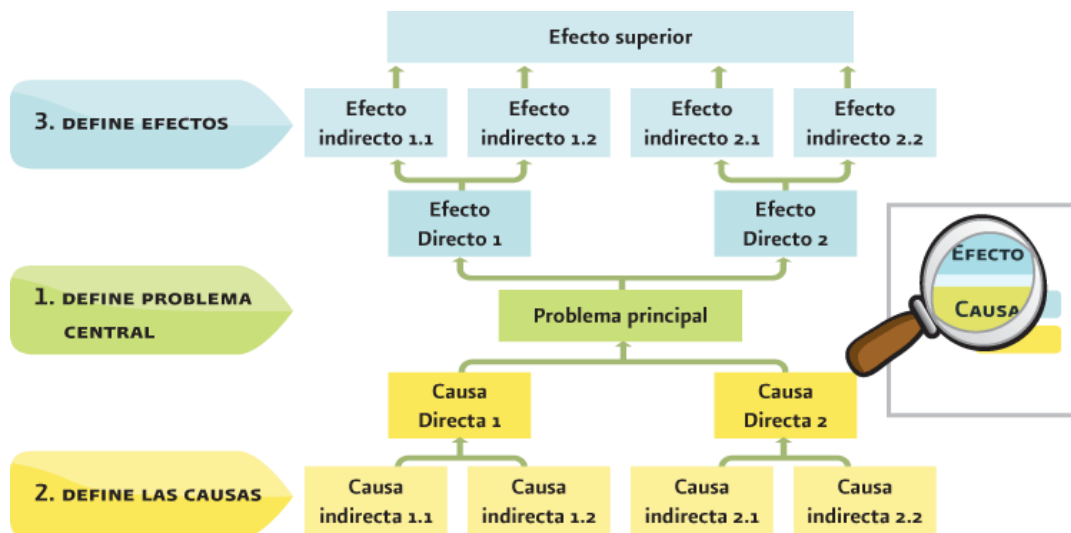 Efecto superior
3. DEFINE EFECTOS
Efecto
indirecto 1.1
Efecto
indirecto 1.2
Efecto
indirecto 2.1
Efecto
indirecto 2.2
Efecto
Directo 1
Efecto
Directo 2
EFECTO
CAUSA
1. DEFINE PROBLEMA
CENTRAL
Problema principal
Causa
Directa 1
Causa
Directa 2
2. DEFINE LAS CAUSAS
Causa
indirecta 1.1
Causa
indirecta 1.2
Causa
indirecta 2.1
Causa
indirecta 2.2